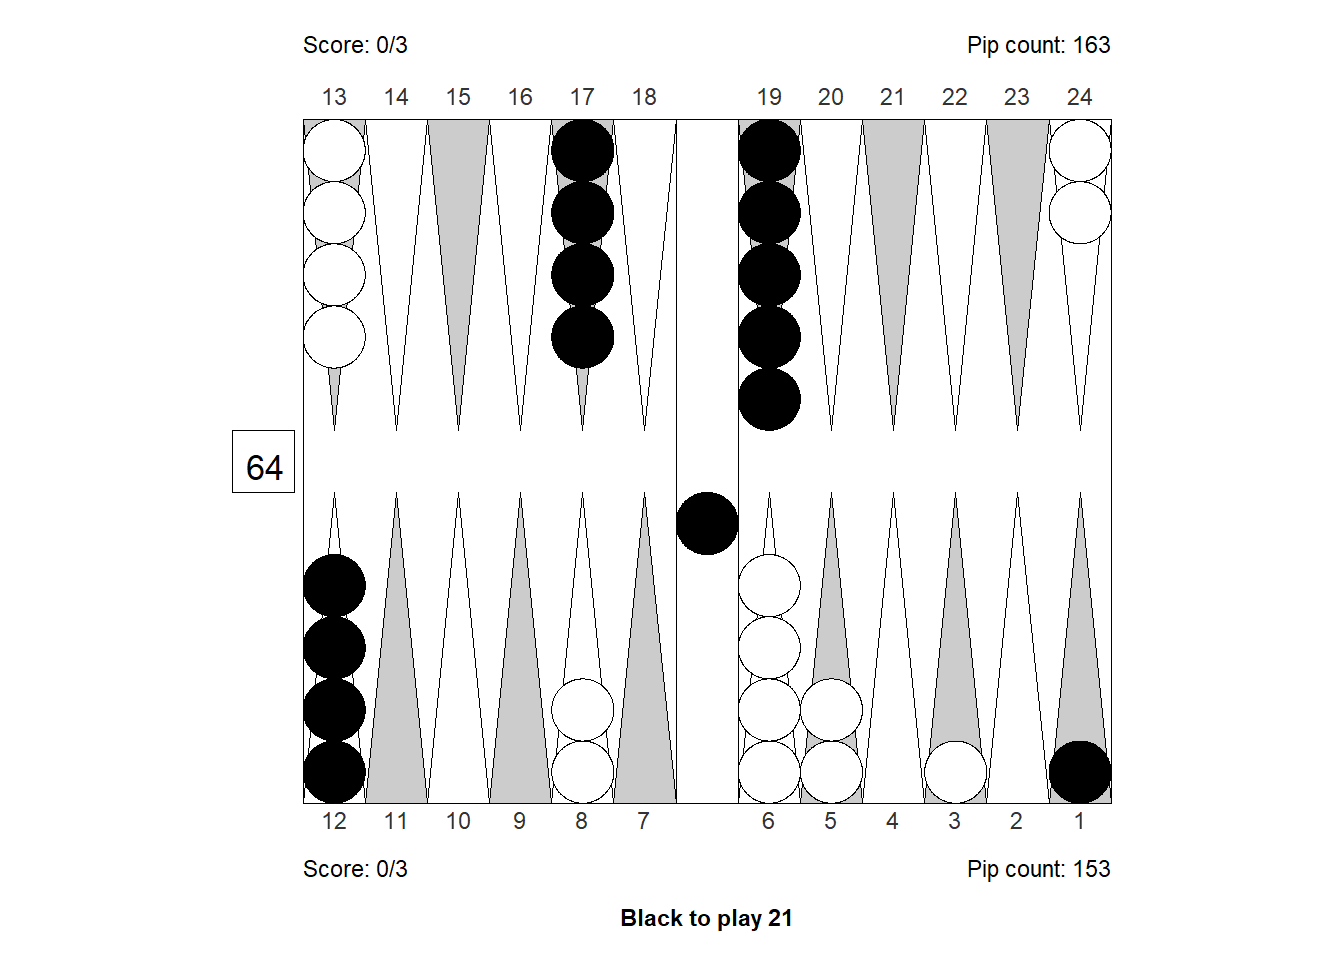 Score: 0/3 Pip count: 163
13 14 15 16 17 18 19 20 21 22 23 24
64
12 11 10 9 8 7 6 5 4 3 2 1
Score: 0/3 Pip count: 153
Black to play 21